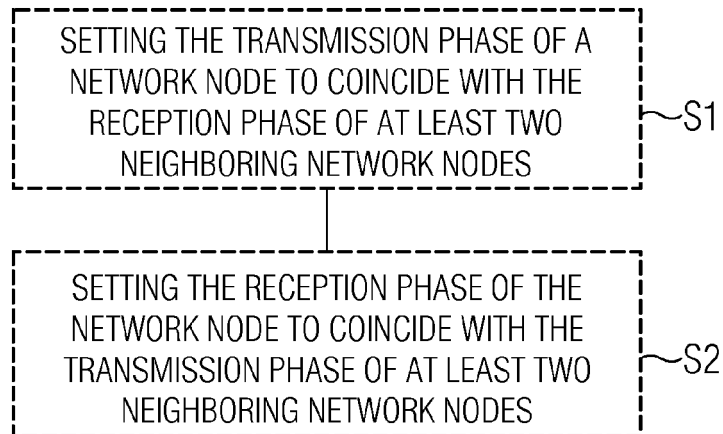 SETTING THE TRANSMISSION PHASE OF A
NETWORK NODE TO COINCIDE WITH THE
RECEPTION PHASE OF AT LEAST TWO
NEIGHBORING NETWORK NODES
S1
SETTING THE RECEPTION PHASE OF THE
NETWORK NODE TO COINCIDE WITH THE
TRANSMISSION PHASE OF AT LEAST TWO
NEIGHBORING NETWORK NODES
S2